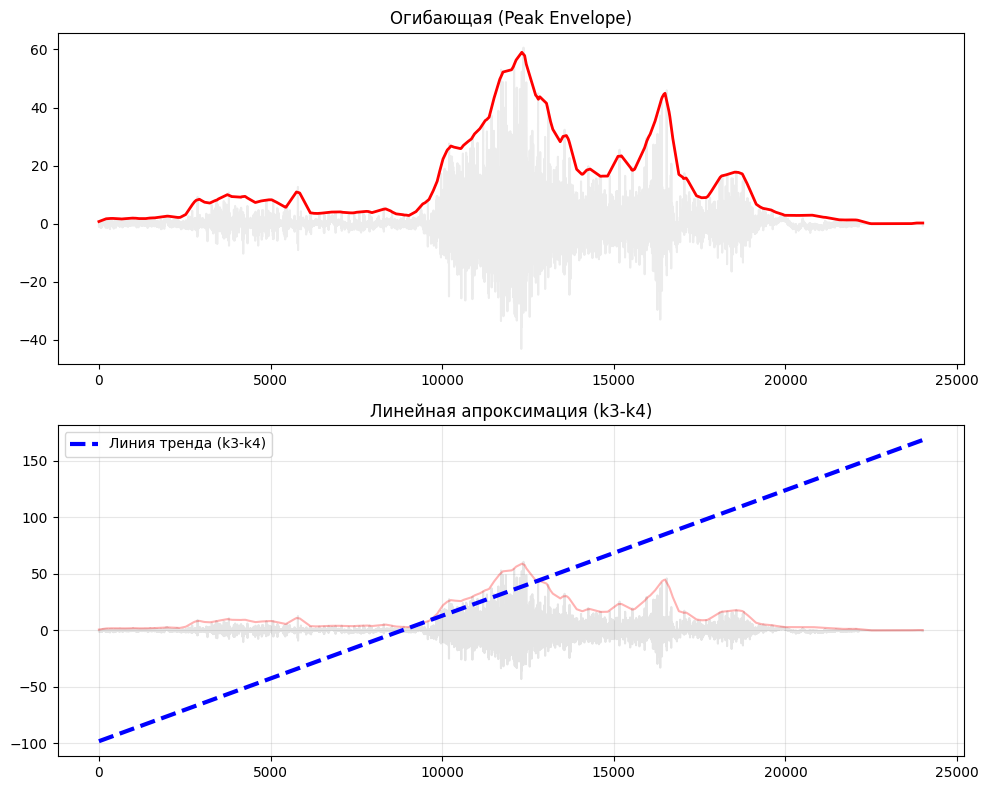 Огибающая (Peak Envelope)
60
40
20
0
−20
−40
0 5000 10000 15000 20000 25000
Линейная апроксимация (k3-k4)
Линия тренда (k3-k4)
150
100
50
0
−50
−100
0 5000 10000 15000 20000 25000